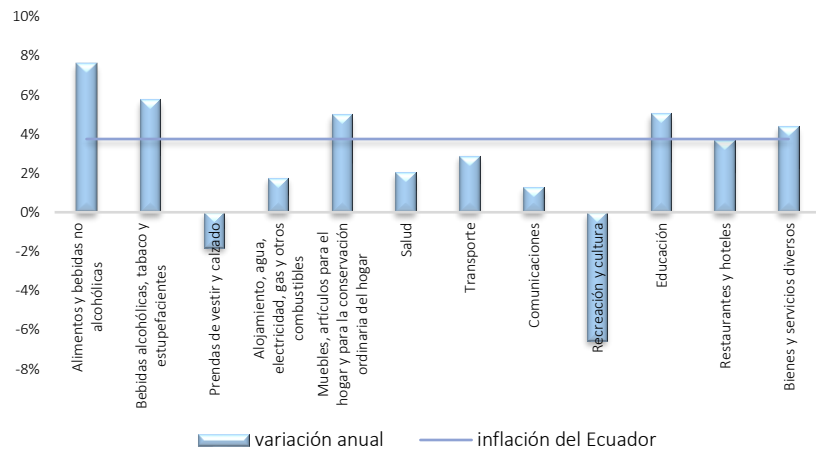 10%
8%
6%
4%
2%
0%
-2%
-4%
-6%
-8%
Alimentos y bebidas no
alcohólicas
Bebidas alcohólicas, tabaco y
estupefacientes
Prendas de vestir y calzado
Alojamiento, agua,
electricidad, gas y otros
combustibles
Muebles, artículos para el
hogar y para la conservación
ordinaria del hogar
Salud
Transporte
Comunicaciones
Recreación y cultura
Educación
Restaurantes y hoteles
Bienes y servicios diversos
variación anual
inflación del Ecuador